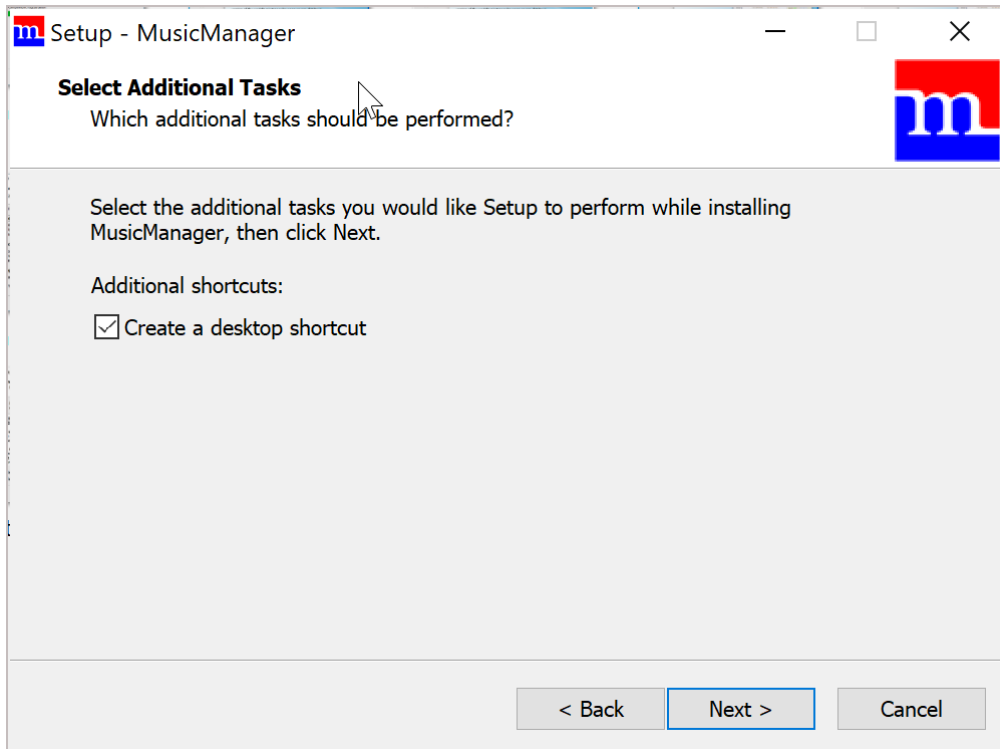 m Setup - MusicManager
Select Additional Tasks
Which additional tasks should be performed?
m
Select the additional tasks you would like Setup to perform while installing
MusicManager, then click Next.
Additional shortcuts:
Create a desktop shortcut
< Back Next > Cancel